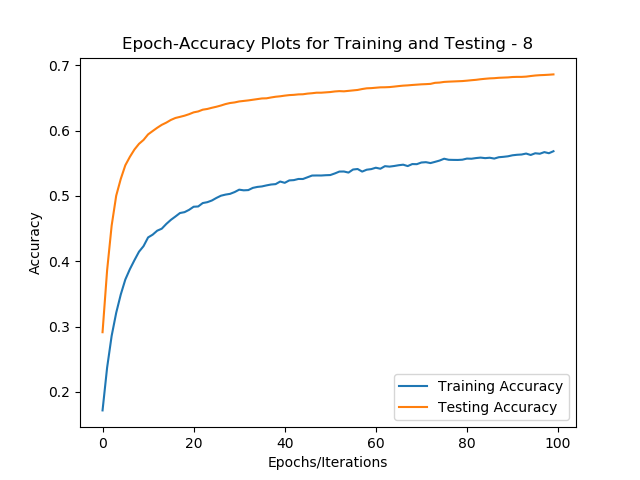 Epoch-Accuracy Plots for Training and Testing - 8
0.7
0.6
0.5
0.4
0.3
0.2
Accuracy
0 20 40 60 80 100
Epochs/Iterations
Training Accuracy
Testing Accuracy